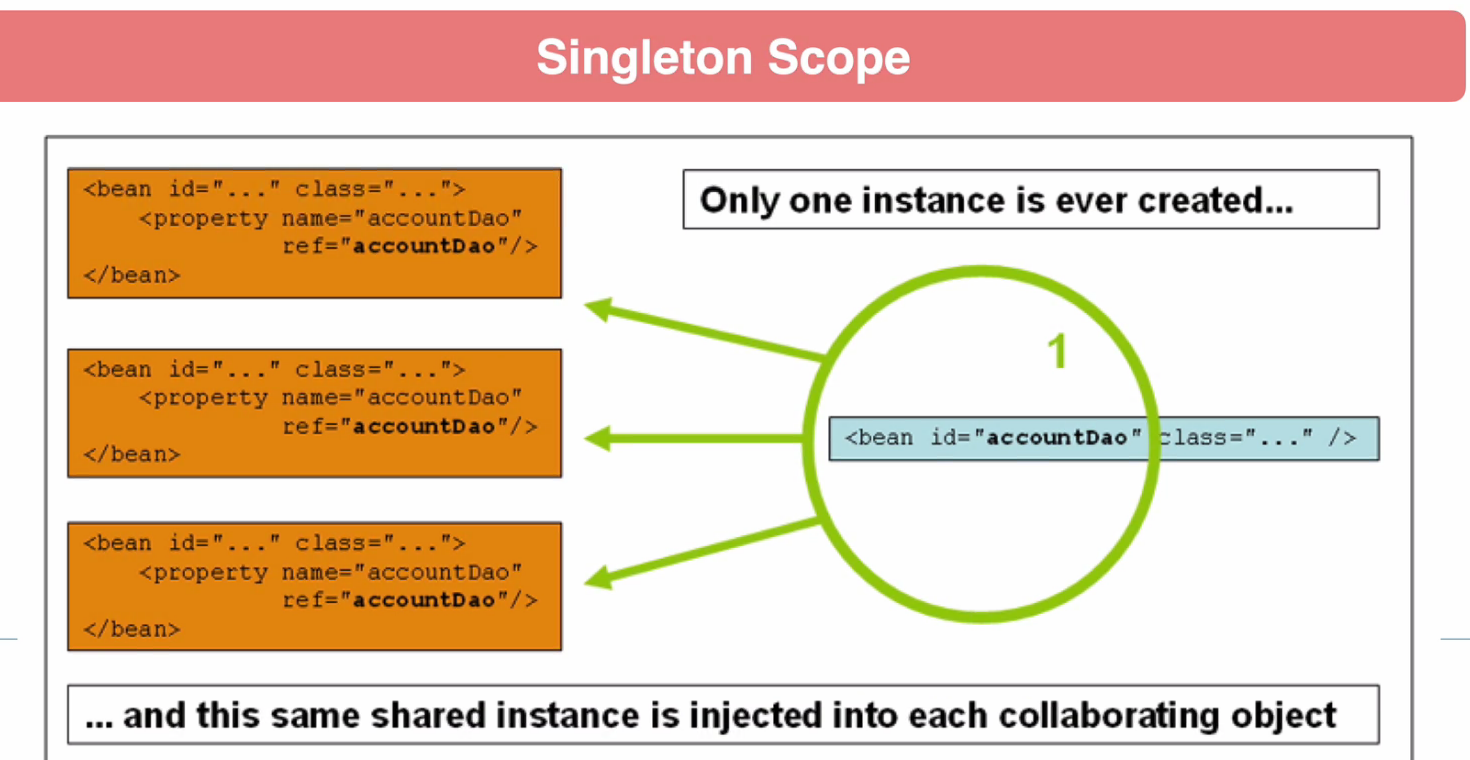 Singleton Scope
<bean id="..." class="...">
<property name="accountDao"
ref="accountDao"/>
</bean>
Only one instance is ever created...
<bean id="..." class="...">
<property name="accountDao"
ref="accountDao"/>
</bean>
1
<bean id="accountDao" class="..." />
<bean id="..." class="...">
<property name="accountDao"
ref="accountDao"/>
</bean>
... and this same shared instance is injected into each collaborating object